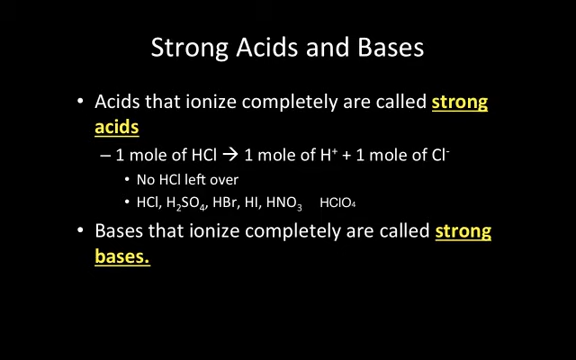 Strong Acids and Bases
• Acids that ionize completely are called strong
acids
– 1 mole of HCl → 1 mole of H⁺ + 1 mole of Cl⁻
• No HCl left over
• HCl, H₂SO₄, HBr, HI, HNO₃ HClO₄
• Bases that ionize completely are called strong
bases.